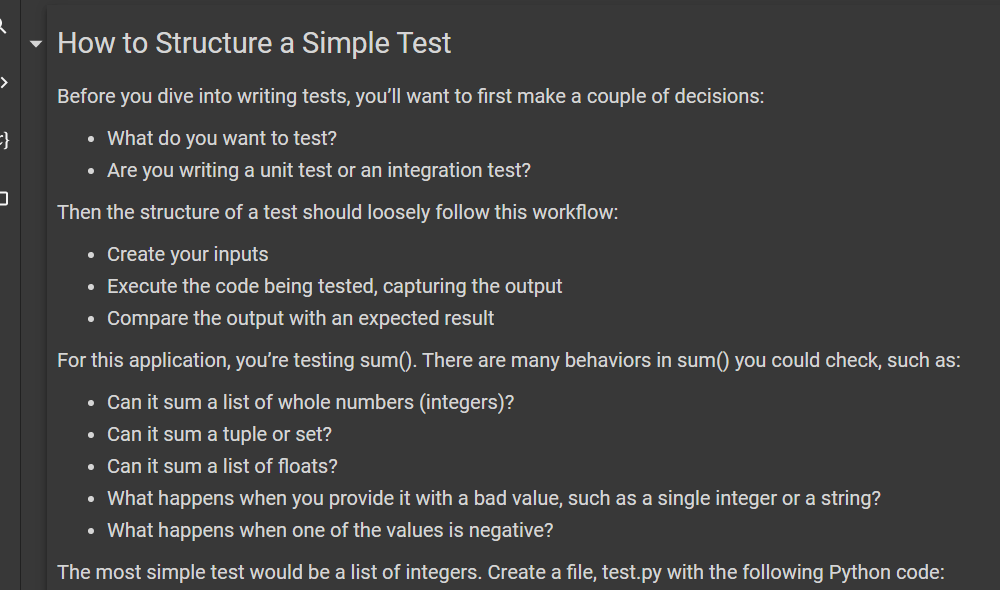 How to Structure a Simple Test
Before you dive into writing tests, you’ll want to first make a couple of decisions:
• What do you want to test?
• Are you writing a unit test or an integration test?
Then the structure of a test should loosely follow this workflow:
• Create your inputs
• Execute the code being tested, capturing the output
• Compare the output with an expected result
For this application, you’re testing sum(). There are many behaviors in sum() you could check, such as:
• Can it sum a list of whole numbers (integers)?
• Can it sum a tuple or set?
• Can it sum a list of floats?
• What happens when you provide it with a bad value, such as a single integer or a string?
• What happens when one of the values is negative?
The most simple test would be a list of integers. Create a file, test.py with the following Python code: